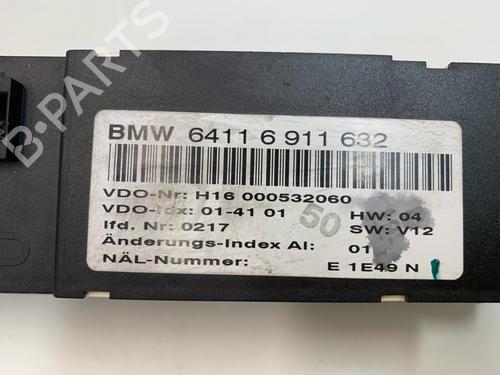 B-PARTS
BMW 6411 6 911 632
VDO-Nr: H16 000532060
VDO-Idx: 01-41 01 HW: 04
lfd. Nr: 0217 50 SW: V12
Änderungs-Index AI: 01
NÄL-Nummer: E 1E49 N